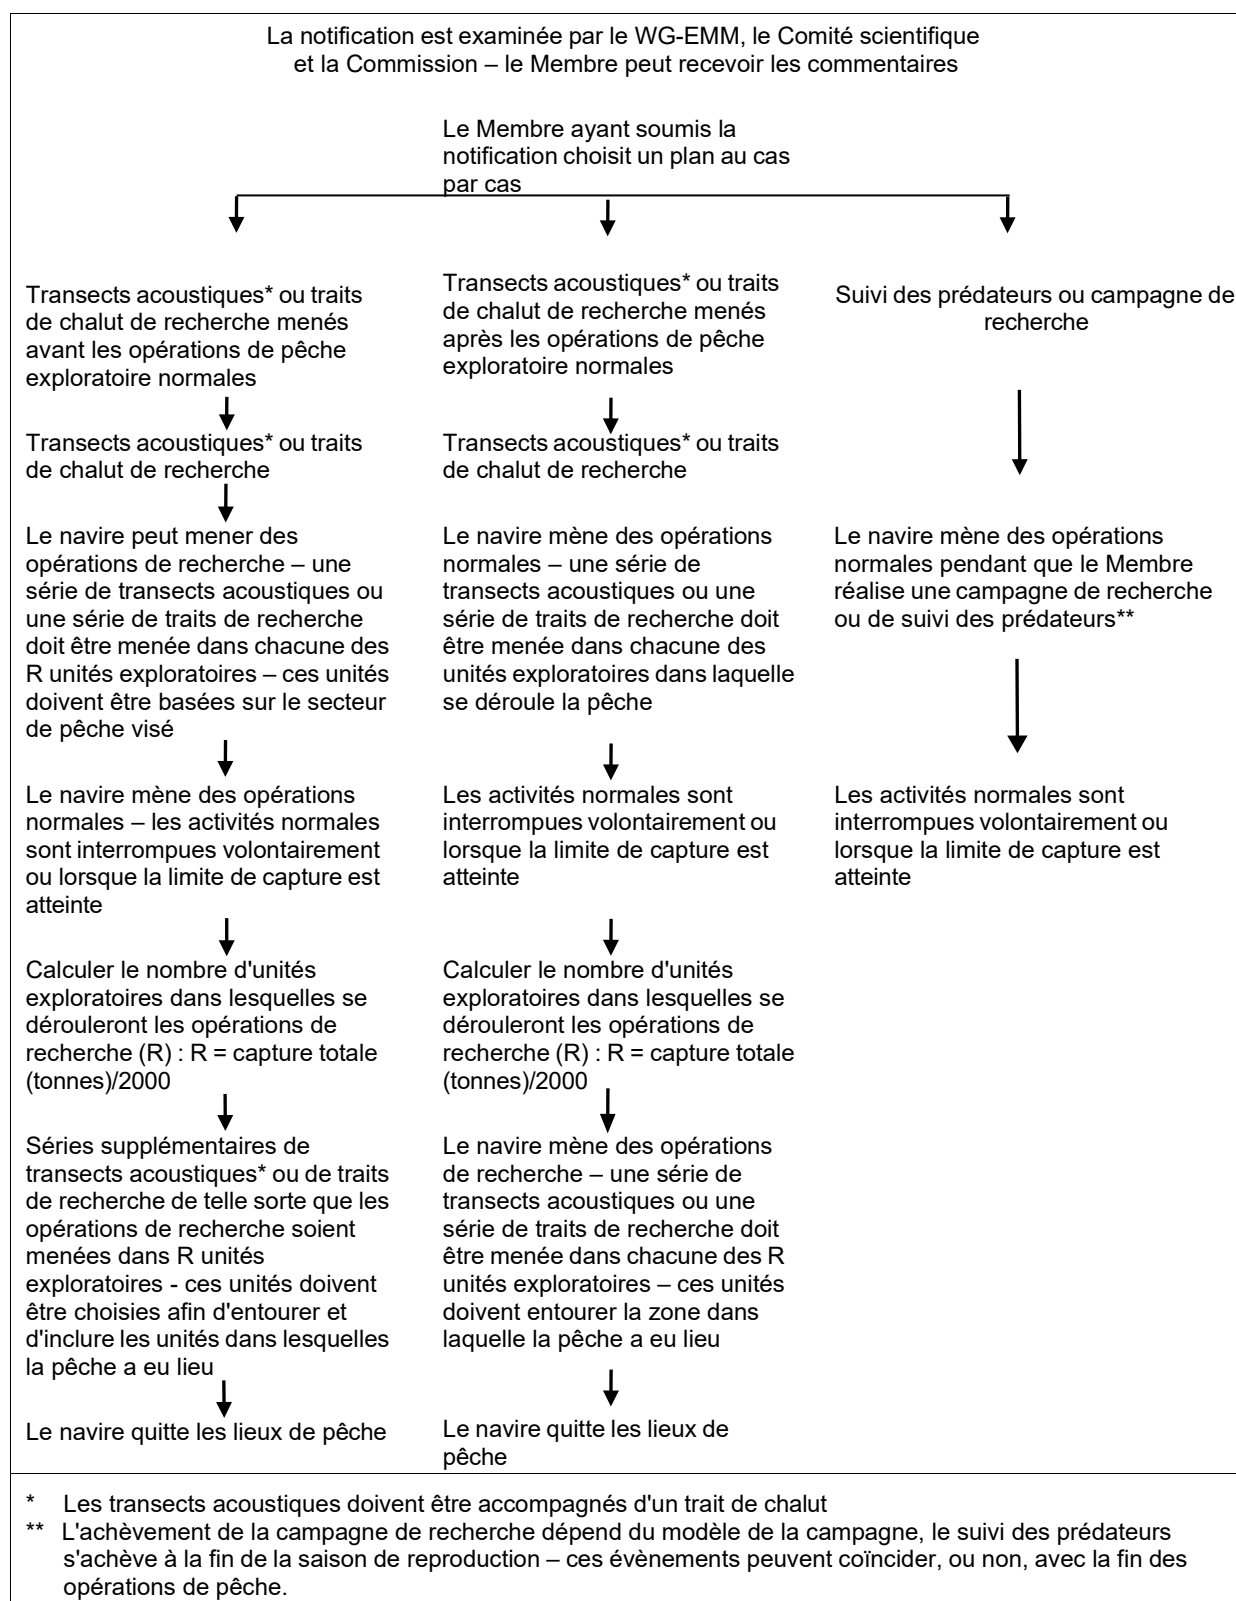 La notification est examinée par le WG-EMM, le Comité scientifique
et la Commission – le Membre peut recevoir les commentaires
Le Membre ayant soumis la
notification choisit un plan au cas
par cas
Transects acoustiques* ou traits
de chalut de recherche menés
avant les opérations de pêche
exploratoire normales
Transects acoustiques* ou traits
de chalut de recherche
Le navire peut mener des
opérations de recherche – une
série de transects acoustiques ou
une série de traits de recherche
doit être menée dans chacune des
R unités exploratoires – ces unités
doivent être basées sur le secteur
de pêche visé
Le navire mène des opérations
normales – les activités normales
sont interrompues volontairement
ou lorsque la limite de capture est
atteinte
Calculer le nombre d'unités
exploratoires dans lesquelles se
dérouleront les opérations de
recherche (R) : R = capture totale
(tonnes)/2000
Séries supplémentaires de
transects acoustiques* ou de traits
de recherche de telle sorte que les
opérations de recherche soient
menées dans R unités
exploratoires - ces unités doivent
être choisies afin d'entourer et
d'inclure les unités dans lesquelles
la pêche a eu lieu
Le navire quitte les lieux de pêche
Transects acoustiques* ou traits
de chalut de recherche menés
après les opérations de pêche
exploratoire normales
Transects acoustiques* ou traits
de chalut de recherche
Le navire mène des opérations
normales – une série de
transects acoustiques ou une
série de traits de recherche doit
être menée dans chacune des
unités exploratoires dans laquelle
se déroule la pêche
Les activités normales sont
interrompues volontairement ou
lorsque la limite de capture est
atteinte
Calculer le nombre d'unités
exploratoires dans lesquelles se
dérouleront les opérations de
recherche (R) : R = capture totale
(tonnes)/2000
Le navire mène des opérations
de recherche – une série de
transects acoustiques ou une
série de traits de recherche doit
être menée dans chacune des R
unités exploratoires – ces unités
doivent entourer la zone dans
laquelle la pêche a eu lieu
Le navire quitte les lieux de
pêche
Suivi des prédateurs ou campagne de
recherche
Le navire mène des opérations
normales pendant que le Membre
réalise une campagne de recherche
ou de suivi des prédateurs**
Les activités normales sont
interrompues volontairement ou
lorsque la limite de capture est
atteinte
* Les transects acoustiques doivent être accompagnés d'un trait de chalut
** L'achèvement de la campagne de recherche dépend du modèle de la campagne, le suivi des prédateurs
s'achève à la fin de la saison de reproduction – ces évènements peuvent coïncider, ou non, avec la fin des
opérations de pêche.